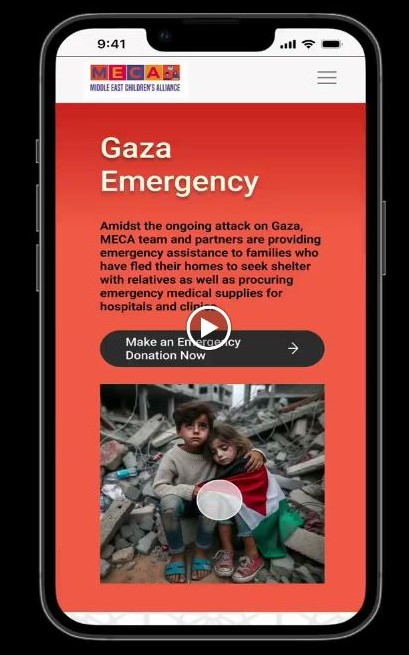 9:41
MECA
MIDDLE EAST CHILDREN'S ALLIANCE
Gaza
Emergency
Amidst the ongoing attack on Gaza,
MECA team and partners are providing
emergency assistance to families who
have fled their homes to seek shelter
with relatives as well as procuring
emergency medical supplies for
hospitals and clinics
Make an Emergency
Donation Now